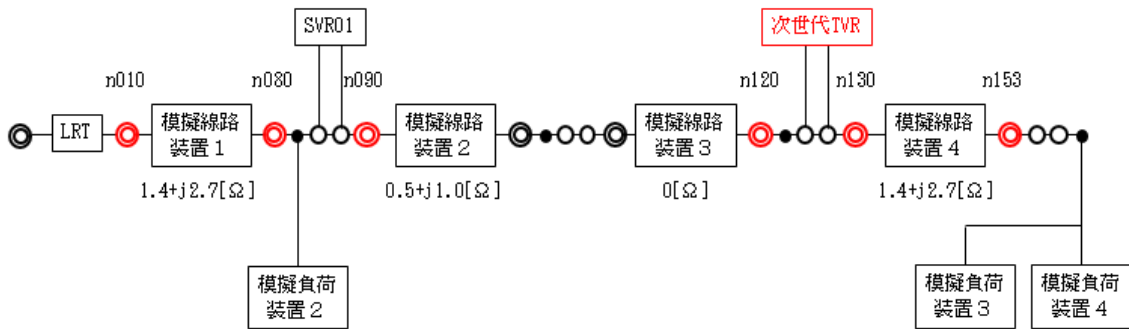 SVR01
次世代TVR
n010
n080
n090
n120
n130
n153
LRT
模擬線路
装置1
模擬線路
装置2
模擬線路
装置3
模擬線路
装置4
1.4+j2.7[Ω]
0.5+j1.0[Ω]
0[Ω]
1.4+j2.7[Ω]
模擬負荷
装置2
模擬負荷
装置3
模擬負荷
装置4